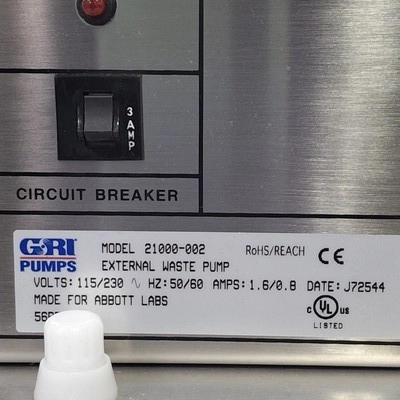 3 AMP
CIRCUIT BREAKER
GRI PUMPS
MODEL 21000-002 RoHS/REACH CE
EXTERNAL WASTE PUMP
VOLTS: 115/230 ∿ HZ: 50/60 AMPS: 1.6/0.8 DATE: J72544
MADE FOR ABBOTT LABS
C UL US
LISTED